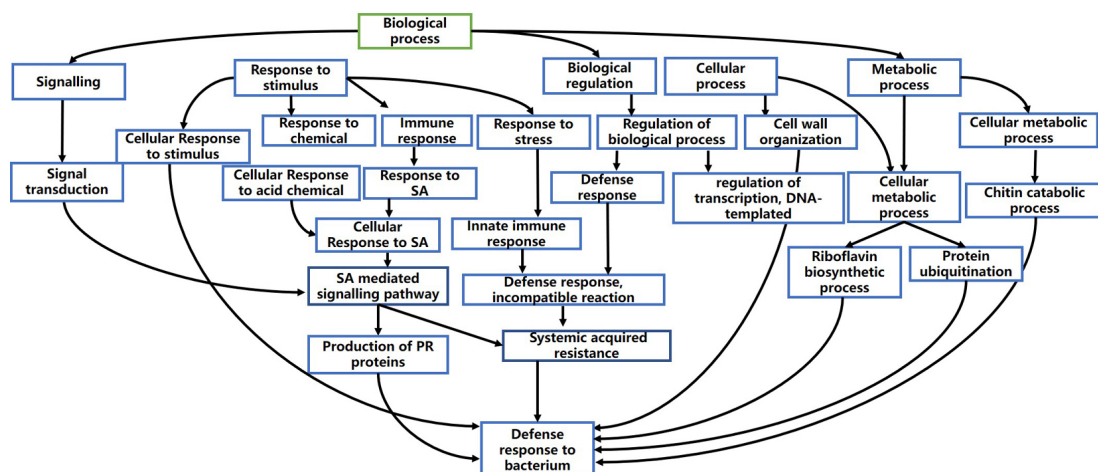 Biological
process
Signalling
Response to
stimulus
Biological
regulation
Cellular
process
Metabolic
process
Cellular Response
to stimulus
Response to
chemical
Immune
response
Response to
stress
Regulation of
biological process
Cell wall
organization
Cellular metabolic
process
Signal
transduction
Cellular Response
to acid chemical
Response to
SA
Defense
response
regulation of
transcription, DNA-
templated
Cellular
metabolic
process
Chitin catabolic
process
Cellular
Response to SA
Innate immune
response
Riboflavin
biosynthetic
process
Protein
ubiquitination
SA mediated
signalling pathway
Defense response,
incompatible reaction
Production of PR
proteins
Systemic acquired
resistance
Defense
response to
bacterium